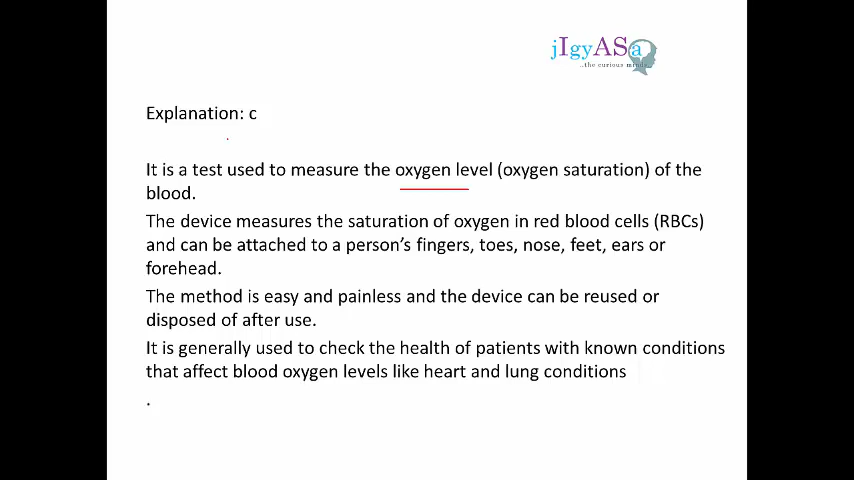 jIgyASa
..the curious minds..
Explanation: c
.
It is a test used to measure the oxygen level (oxygen saturation) of the
blood.
The device measures the saturation of oxygen in red blood cells (RBCs)
and can be attached to a person’s fingers, toes, nose, feet, ears or
forehead.
The method is easy and painless and the device can be reused or
disposed of after use.
It is generally used to check the health of patients with known conditions
that affect blood oxygen levels like heart and lung conditions
.